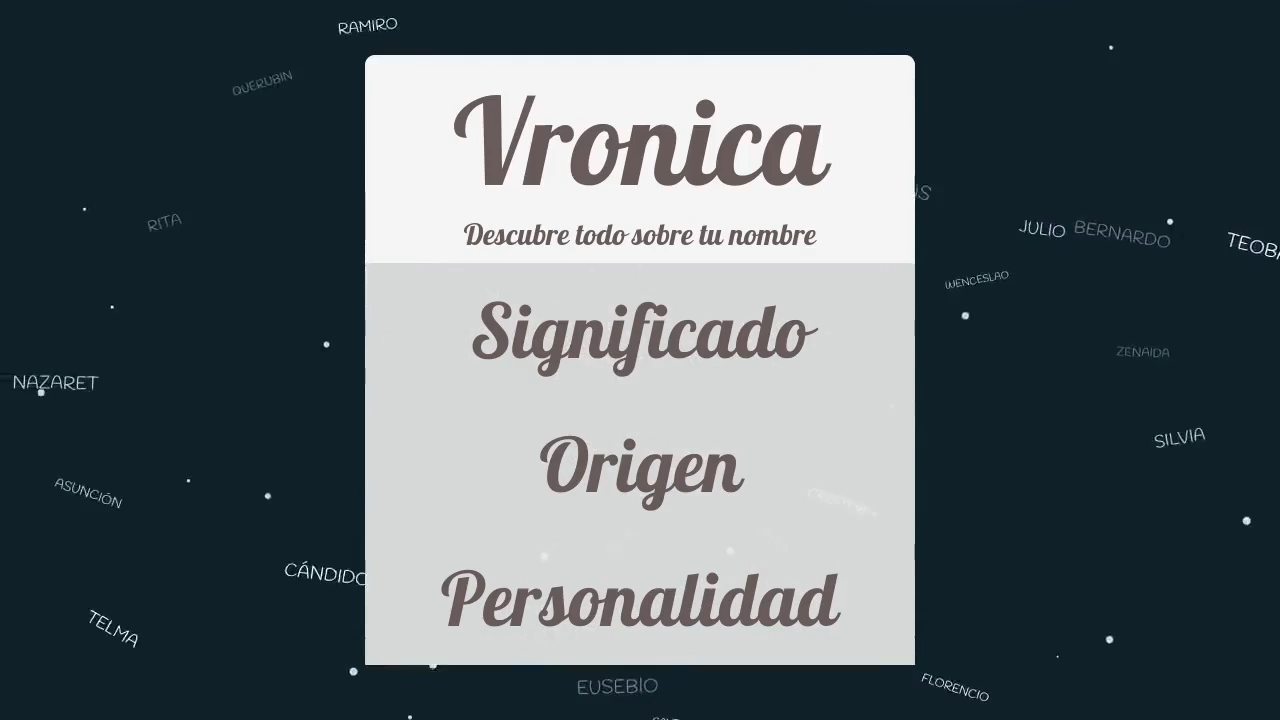 RAMIRO
QUERUBIN
Vronica
RITA
JULIO
BERNARDO
Descubre todo sobre tu nombre
WENCESLAO
Significado
ZENAIDA
NAZARET
SILVIA
Origen
ASUNCIÓN
CÁNDIDO
Personalidad
TELMA
EUSEBIO
FLORENCIO